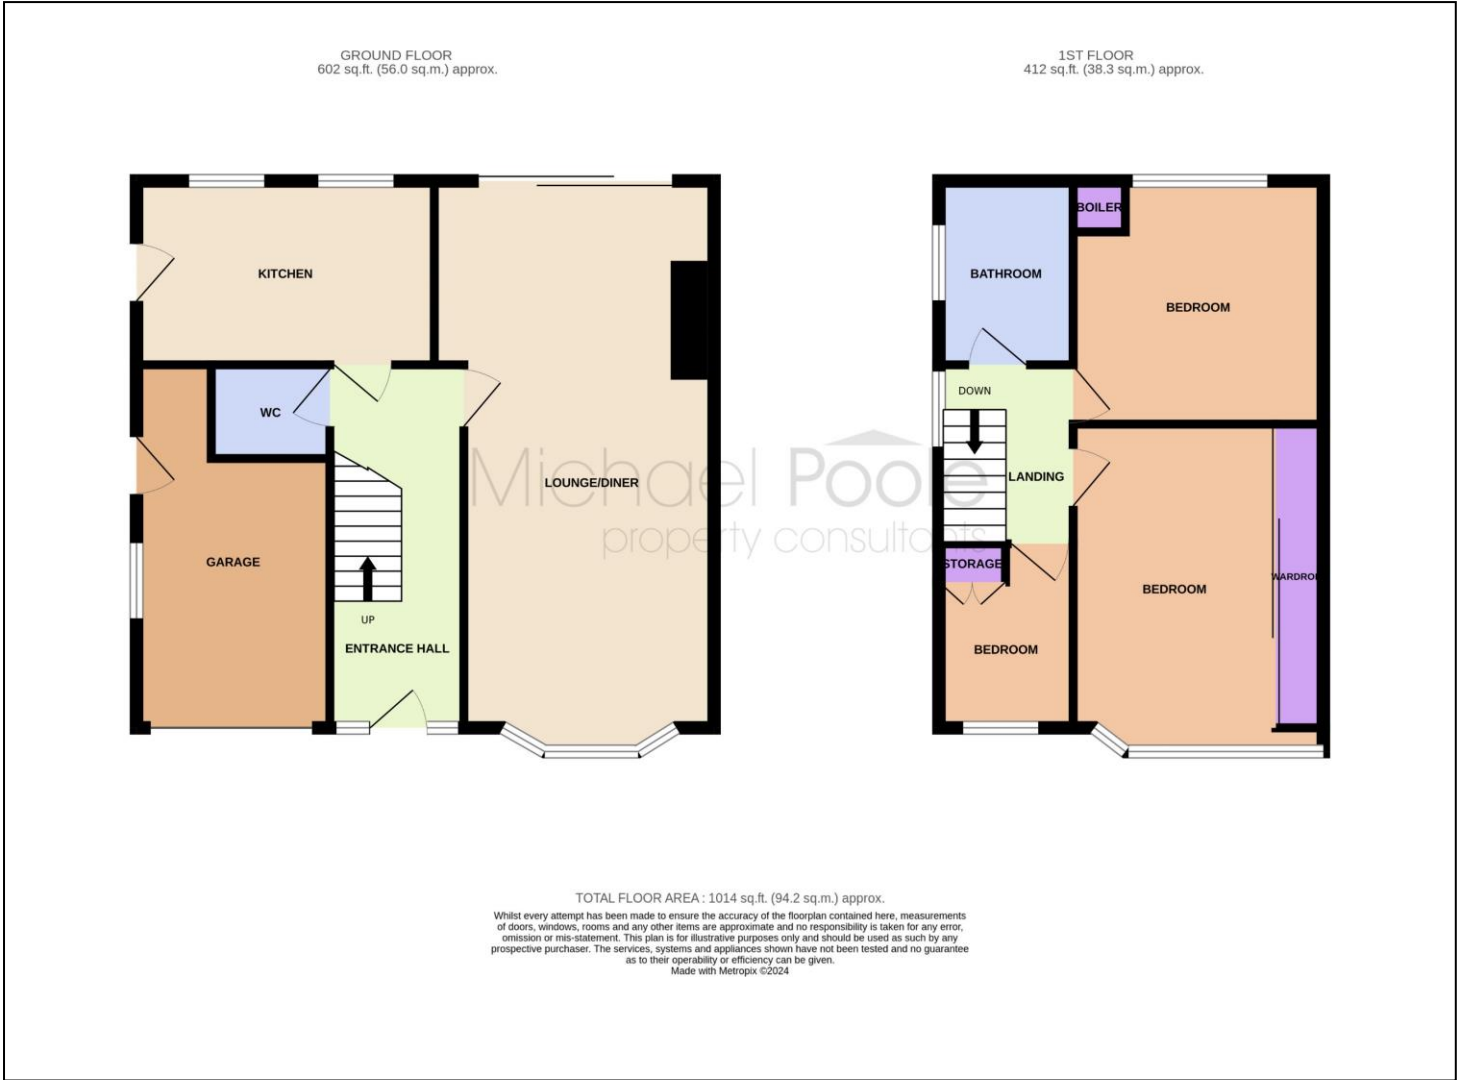 GROUND FLOOR
602 sq.ft. (56.0 sq.m.) approx.
1ST FLOOR
412 sq.ft. (38.3 sq.m.) approx.
KITCHEN
WC
GARAGE
LOUNGE/DINER
UP
ENTRANCE HALL
BOILER
BATHROOM
BEDROOM
DOWN
LANDING
STORAGE
WARDRO
BEDROOM
BEDROOM
Michael Poole
property consultants
TOTAL FLOOR AREA : 1014 sq.ft. (94.2 sq.m.) approx.
Whilst every attempt has been made to ensure the accuracy of the floorplan contained here, measurements
of doors, windows, rooms and any other items are approximate and no responsibility is taken for any error,
omission or mis-statement. This plan is for illustrative purposes only and should be used as such by any
prospective purchaser. The services, systems and appliances shown have not been tested and no guarantee
as to their operability or efficiency can be given.
Made with Metropix ©2024